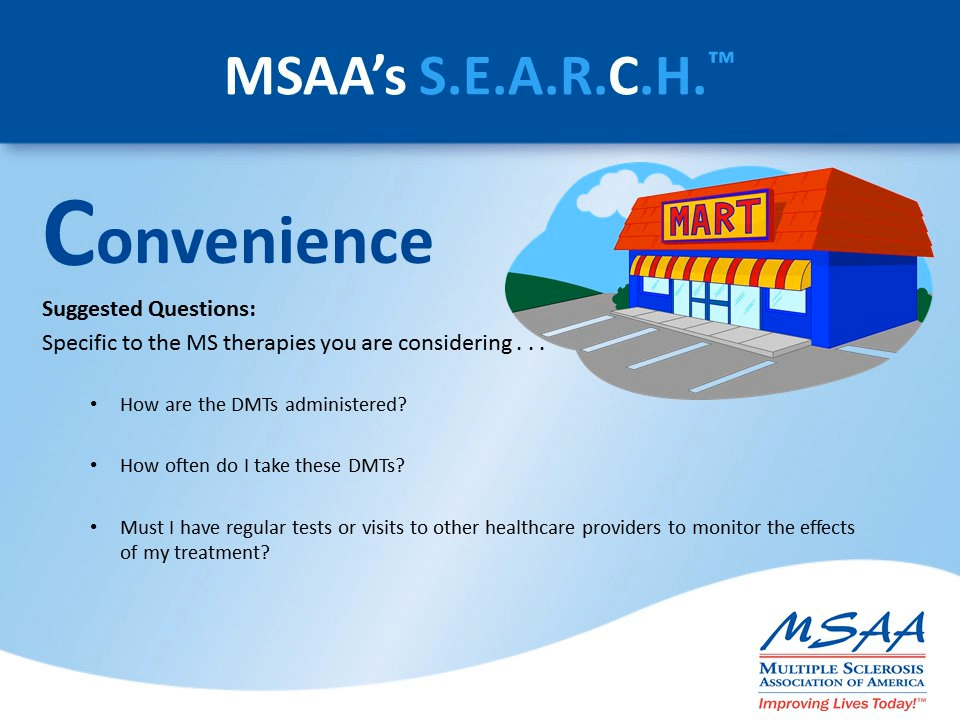 MSAA’s S.E.A.R.C.H.™
Convenience
MART
Suggested Questions:
Specific to the MS therapies you are considering . . .
• How are the DMTs administered?
• How often do I take these DMTs?
• Must I have regular tests or visits to other healthcare providers to monitor the effects
of my treatment?
MSAA
MULTIPLE SCLEROSIS
ASSOCIATION OF AMERICA
Improving Lives Today!™